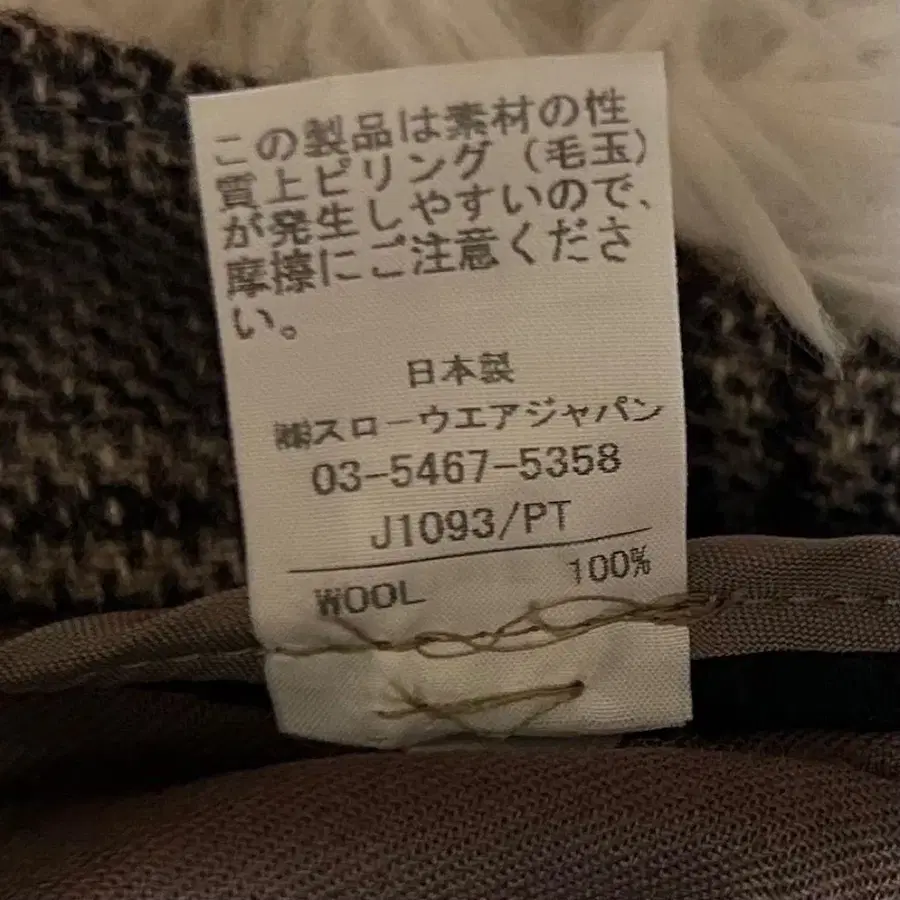 この製品は素材の性
質上ピリング（毛玉）
が発生しやすいので、
摩擦にご注意くださ
い。
日本製
㈱スローウエアジャパン
03-5467-5358
J1093/PT
WOOL 100%